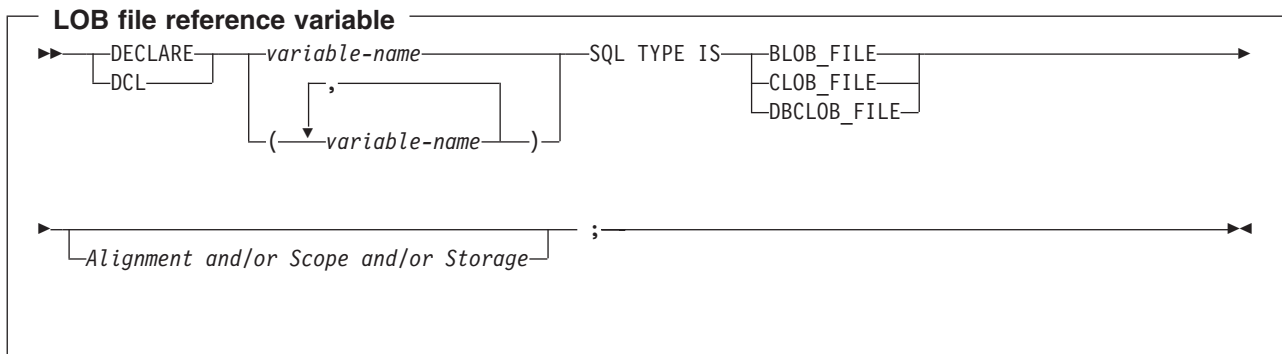 LOB file reference variable
DECLARE variable-name SQL TYPE IS BLOB_FILE
DCL , CLOB_FILE
DBCLOB_FILE
( variable-name )
;
Alignment and/or Scope and/or Storage